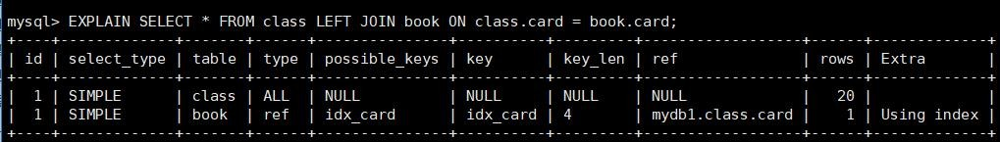 mysql> EXPLAIN SELECT * FROM class LEFT JOIN book ON class.card = book.card;
+----+-------------+-------+------+---------------+----------+---------+------------------+------+-------------+
| id | select_type | table | type | possible_keys | key      | key_len | ref              | rows | Extra       |
+----+-------------+-------+------+---------------+----------+---------+------------------+------+-------------+
|  1 | SIMPLE      | class | ALL  | NULL          | NULL     | NULL    | NULL             |   20 |             |
|  1 | SIMPLE      | book  | ref  | idx_card      | idx_card | 4       | mydb1.class.card |    1 | Using index |
+----+-------------+-------+------+---------------+----------+---------+------------------+------+-------------+